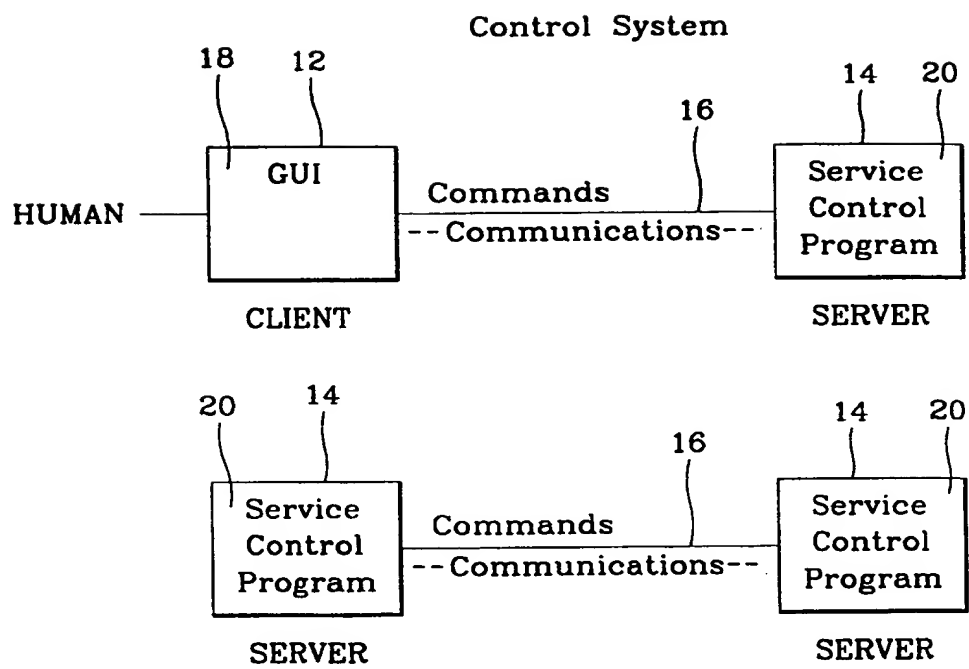 Control System
18 12 14 20
16
GUI
Service
Control
Program
HUMAN
Commands
--Communications--
CLIENT
SERVER
20 14 14 20
16
Service
Control
Program
Commands
--Communications--
Service
Control
Program
SERVER
SERVER